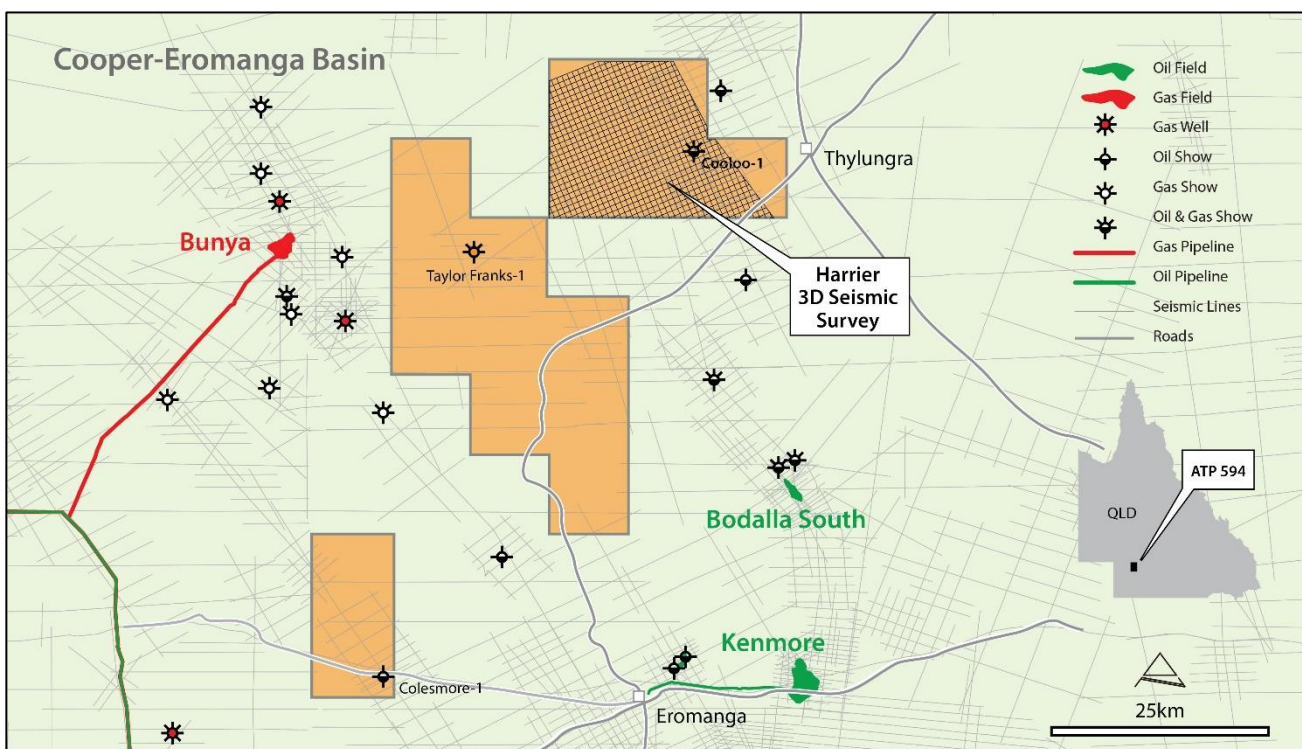 Cooper-Eromanga Basin
Oil Field
Gas Field
Gas Well
Oil Show
Gas Show
Oil & Gas Show
Gas Pipeline
Oil Pipeline
Seismic Lines
Roads
Cooloo-1
Thylungra
Bunya
Taylor Franks-1
Harrier
3D Seismic
Survey
ATP 594
QLD
Bodalla South
Kenmore
Colesmore-1
Eromanga
25km